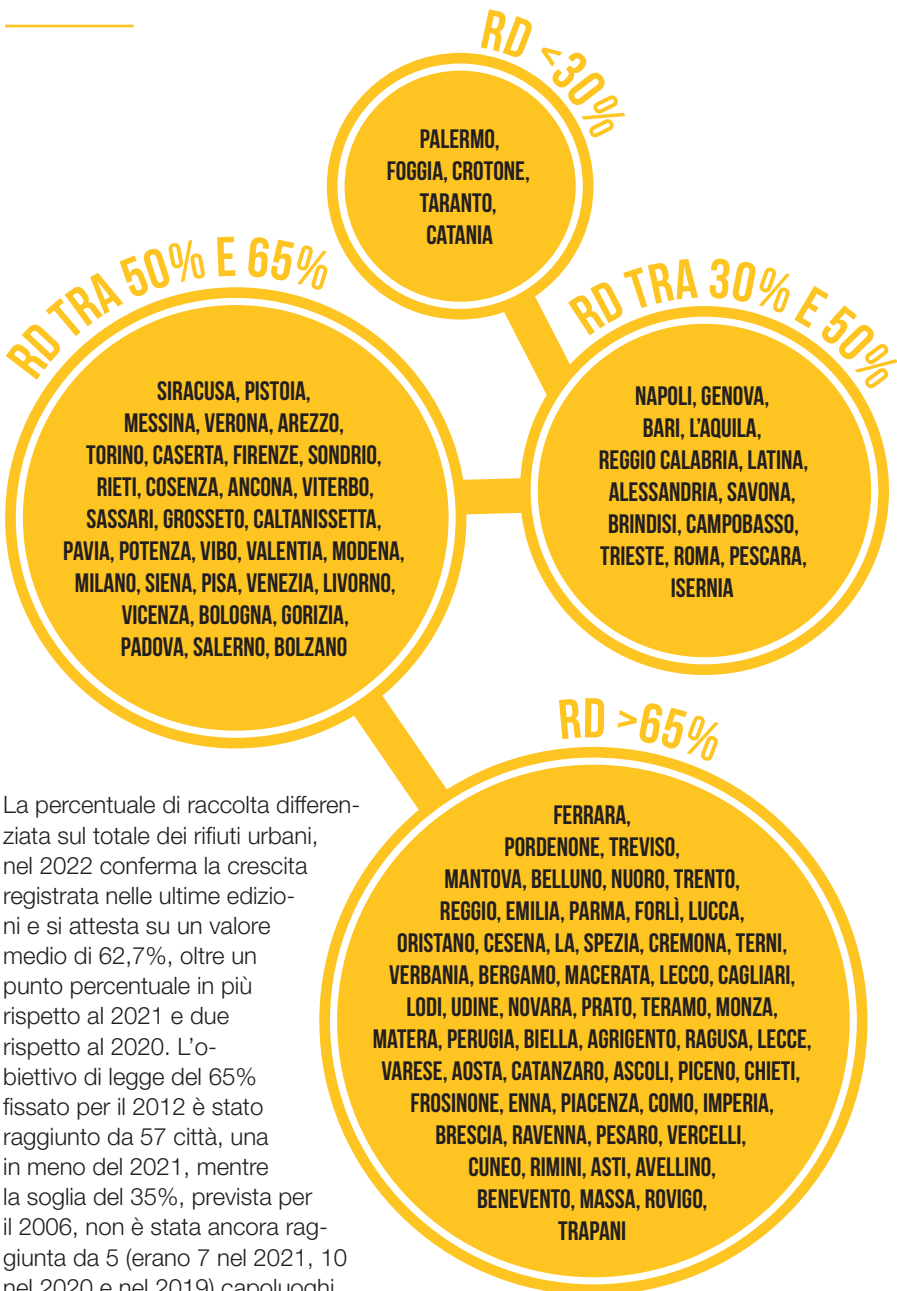 RD <30%
PALERMO,
FOGGIA, CROTONE,
TARANTO,
CATANIA
RD TRA 50% E 65%
SIRACUSA, PISTOIA,
MESSINA, VERONA, AREZZO,
TORINO, CASERTA, FIRENZE, SONDRIO,
RIETI, COSENZA, ANCONA, VITERBO,
SASSARI, GROSSETO, CALTANISSETTA,
PAVIA, POTENZA, VIBO, VALENTIA, MODENA,
MILANO, SIENA, PISA, VENEZIA, LIVORNO,
VICENZA, BOLOGNA, GORIZIA,
PADOVA, SALERNO, BOLZANO
RD TRA 30% E 50%
NAPOLI, GENOVA,
BARI, L'AQUILA,
REGGIO CALABRIA, LATINA,
ALESSANDRIA, SAVONA,
BRINDISI, CAMPOBASSO,
TRIESTE, ROMA, PESCARA,
ISERNIA
RD >65%
FERRARA,
PORDENONE, TREVISO,
MANTOVA, BELLUNO, NUORO, TRENTO,
REGGIO, EMILIA, PARMA, FORLÌ, LUCCA,
ORISTANO, CESENA, LA, SPEZIA, CREMONA, TERNI,
VERBANIA, BERGAMO, MACERATA, LECCO, CAGLIARI,
LODI, UDINE, NOVARA, PRATO, TERAMO, MONZA,
MATERA, PERUGIA, BIELLA, AGRIGENTO, RAGUSA, LECCE,
VARESE, AOSTA, CATANZARO, ASCOLI, PICENO, CHIETI,
FROSINONE, ENNA, PIACENZA, COMO, IMPERIA,
BRESCIA, RAVENNA, PESARO, VERCELLI,
CUNEO, RIMINI, ASTI, AVELLINO,
BENEVENTO, MASSA, ROVIGO,
TRAPANI
La percentuale di raccolta differen-
ziata sul totale dei rifiuti urbani,
nel 2022 conferma la crescita
registrata nelle ultime edizio-
ni e si attesta su un valore
medio di 62,7%, oltre un
punto percentuale in più
rispetto al 2021 e due
rispetto al 2020. L'o-
biettivo di legge del 65%
fissato per il 2012 è stato
raggiunto da 57 città, una
in meno del 2021, mentre
la soglia del 35%, prevista per
il 2006, non è stata ancora rag-
giunta da 5 (erano 7 nel 2021, 10
nel 2020 e nel 2019) capoluoghi